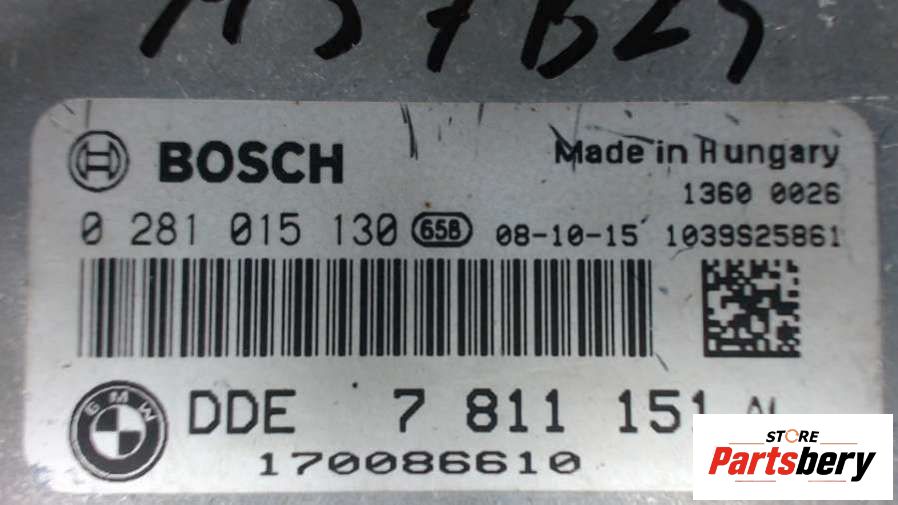 BOSCH
Made in Hungary
1360 0026
0 281 015 130 658 08-10-15 1039S25861
BMW
DDE 7 811 151
170086610
STORE
Partsbery